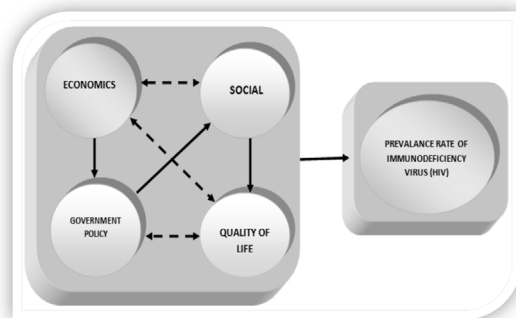 ECONOMICS
SOCIAL
GOVERNMENT
POLICY
QUALITY OF
LIFE
PREVALANCE RATE OF
IMMUNODEFICIENCY
VIRUS (HIV)